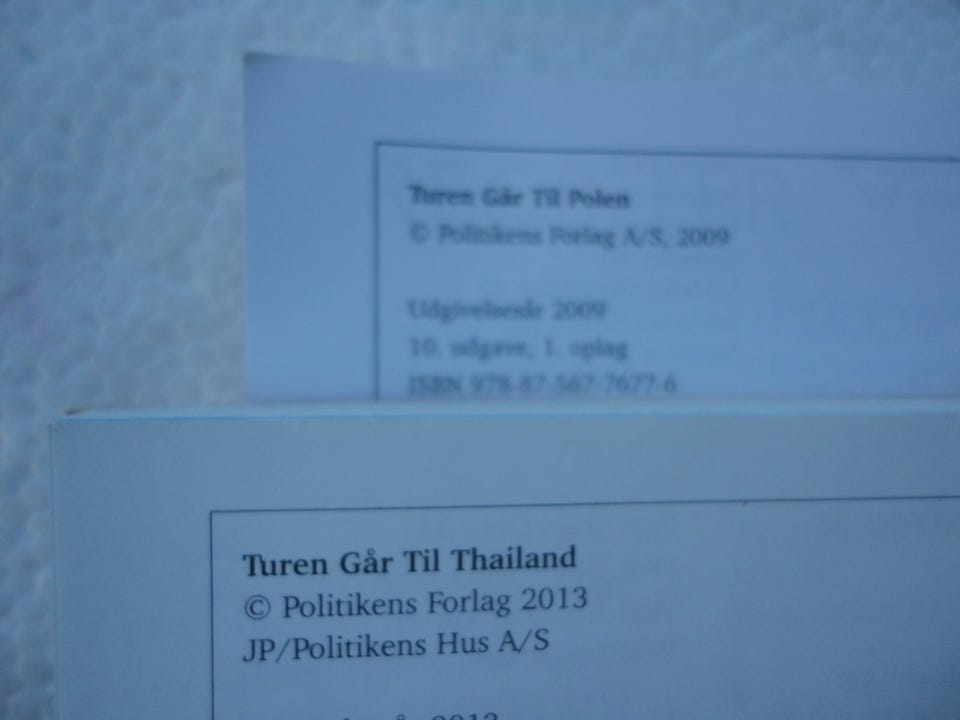 Turen Går Til Polen
© Politikens Forlag A/S, 2009
Udgivelsesår 2009
10. udgave, 1. oplag
ISBN 978-87-567-7677-6
Turen Går Til Thailand
© Politikens Forlag 2013
JP/Politikens Hus A/S
2013